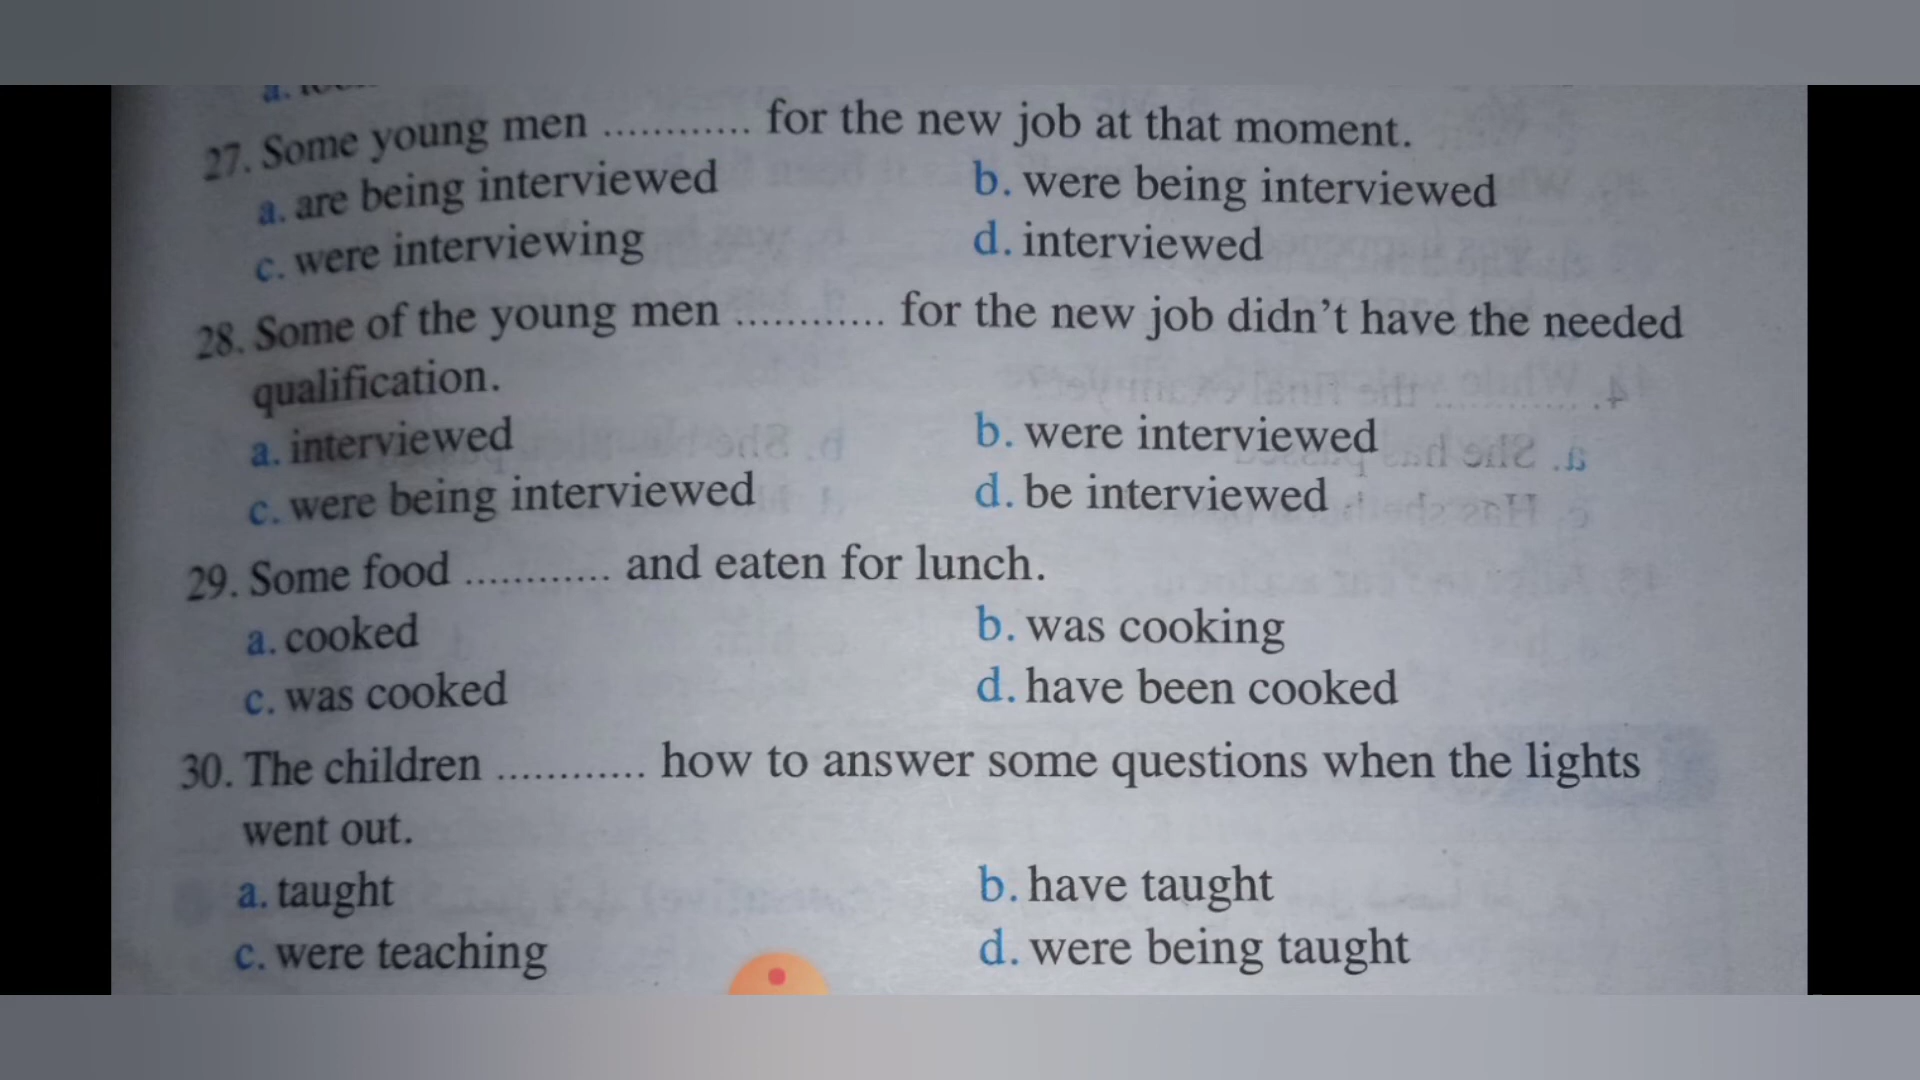 27. Some young men ............ for the new job at that moment.
a. are being interviewed b. were being interviewed
c. were interviewing d. interviewed
28. Some of the young men ............ for the new job didn't have the needed
qualification.
a. interviewed b. were interviewed
c. were being interviewed d. be interviewed
29. Some food ............ and eaten for lunch.
a. cooked b. was cooking
c. was cooked d. have been cooked
30. The children ............ how to answer some questions when the lights
went out.
a. taught b. have taught
c. were teaching d. were being taught